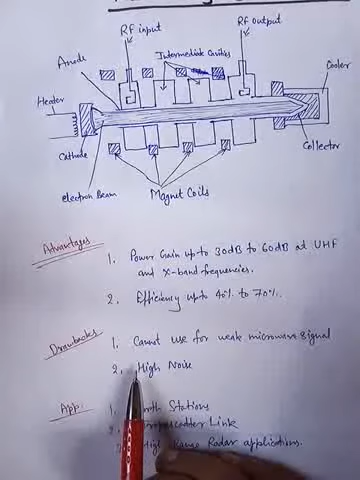 RF input
RF output
Intermediate Cavities
Anode
Cooler
Heater
Cathode
Collector
electron Beam
Magnet Coils
Advantages
1. Power Gain upto 30dB to 60dB at UHF
and X-band frequencies.
2. Efficiency upto 40% to 70%.
Drawbacks
1. Cannot use for weak microwave signal
2. High Noise
App.
Stations
Link
Radar applications.